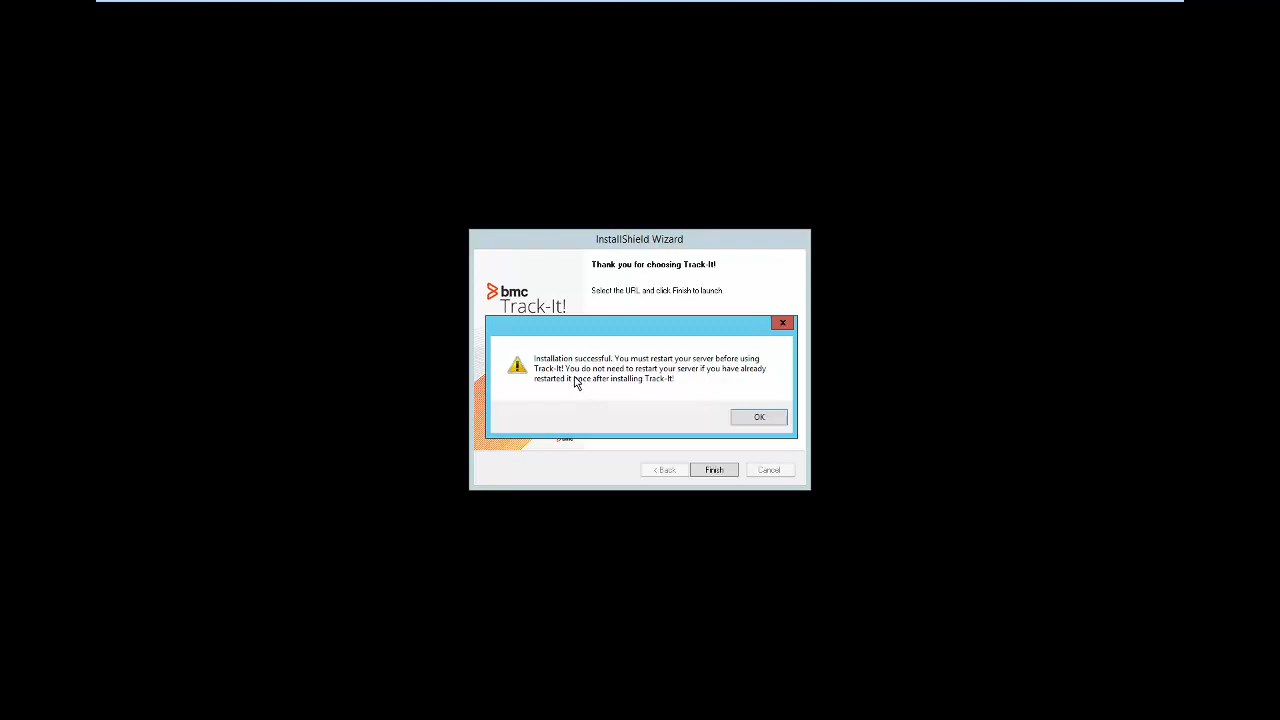 InstallShield Wizard
Thank you for choosing Track-It!
Select the URL and click Finish to launch
bmc
Track-It!
x
Installation successful. You must restart your server before using
Track-It! You do not need to restart your server if you have already
restarted it once after installing Track-It!
OK
bmc
< Back
Finish
Cancel